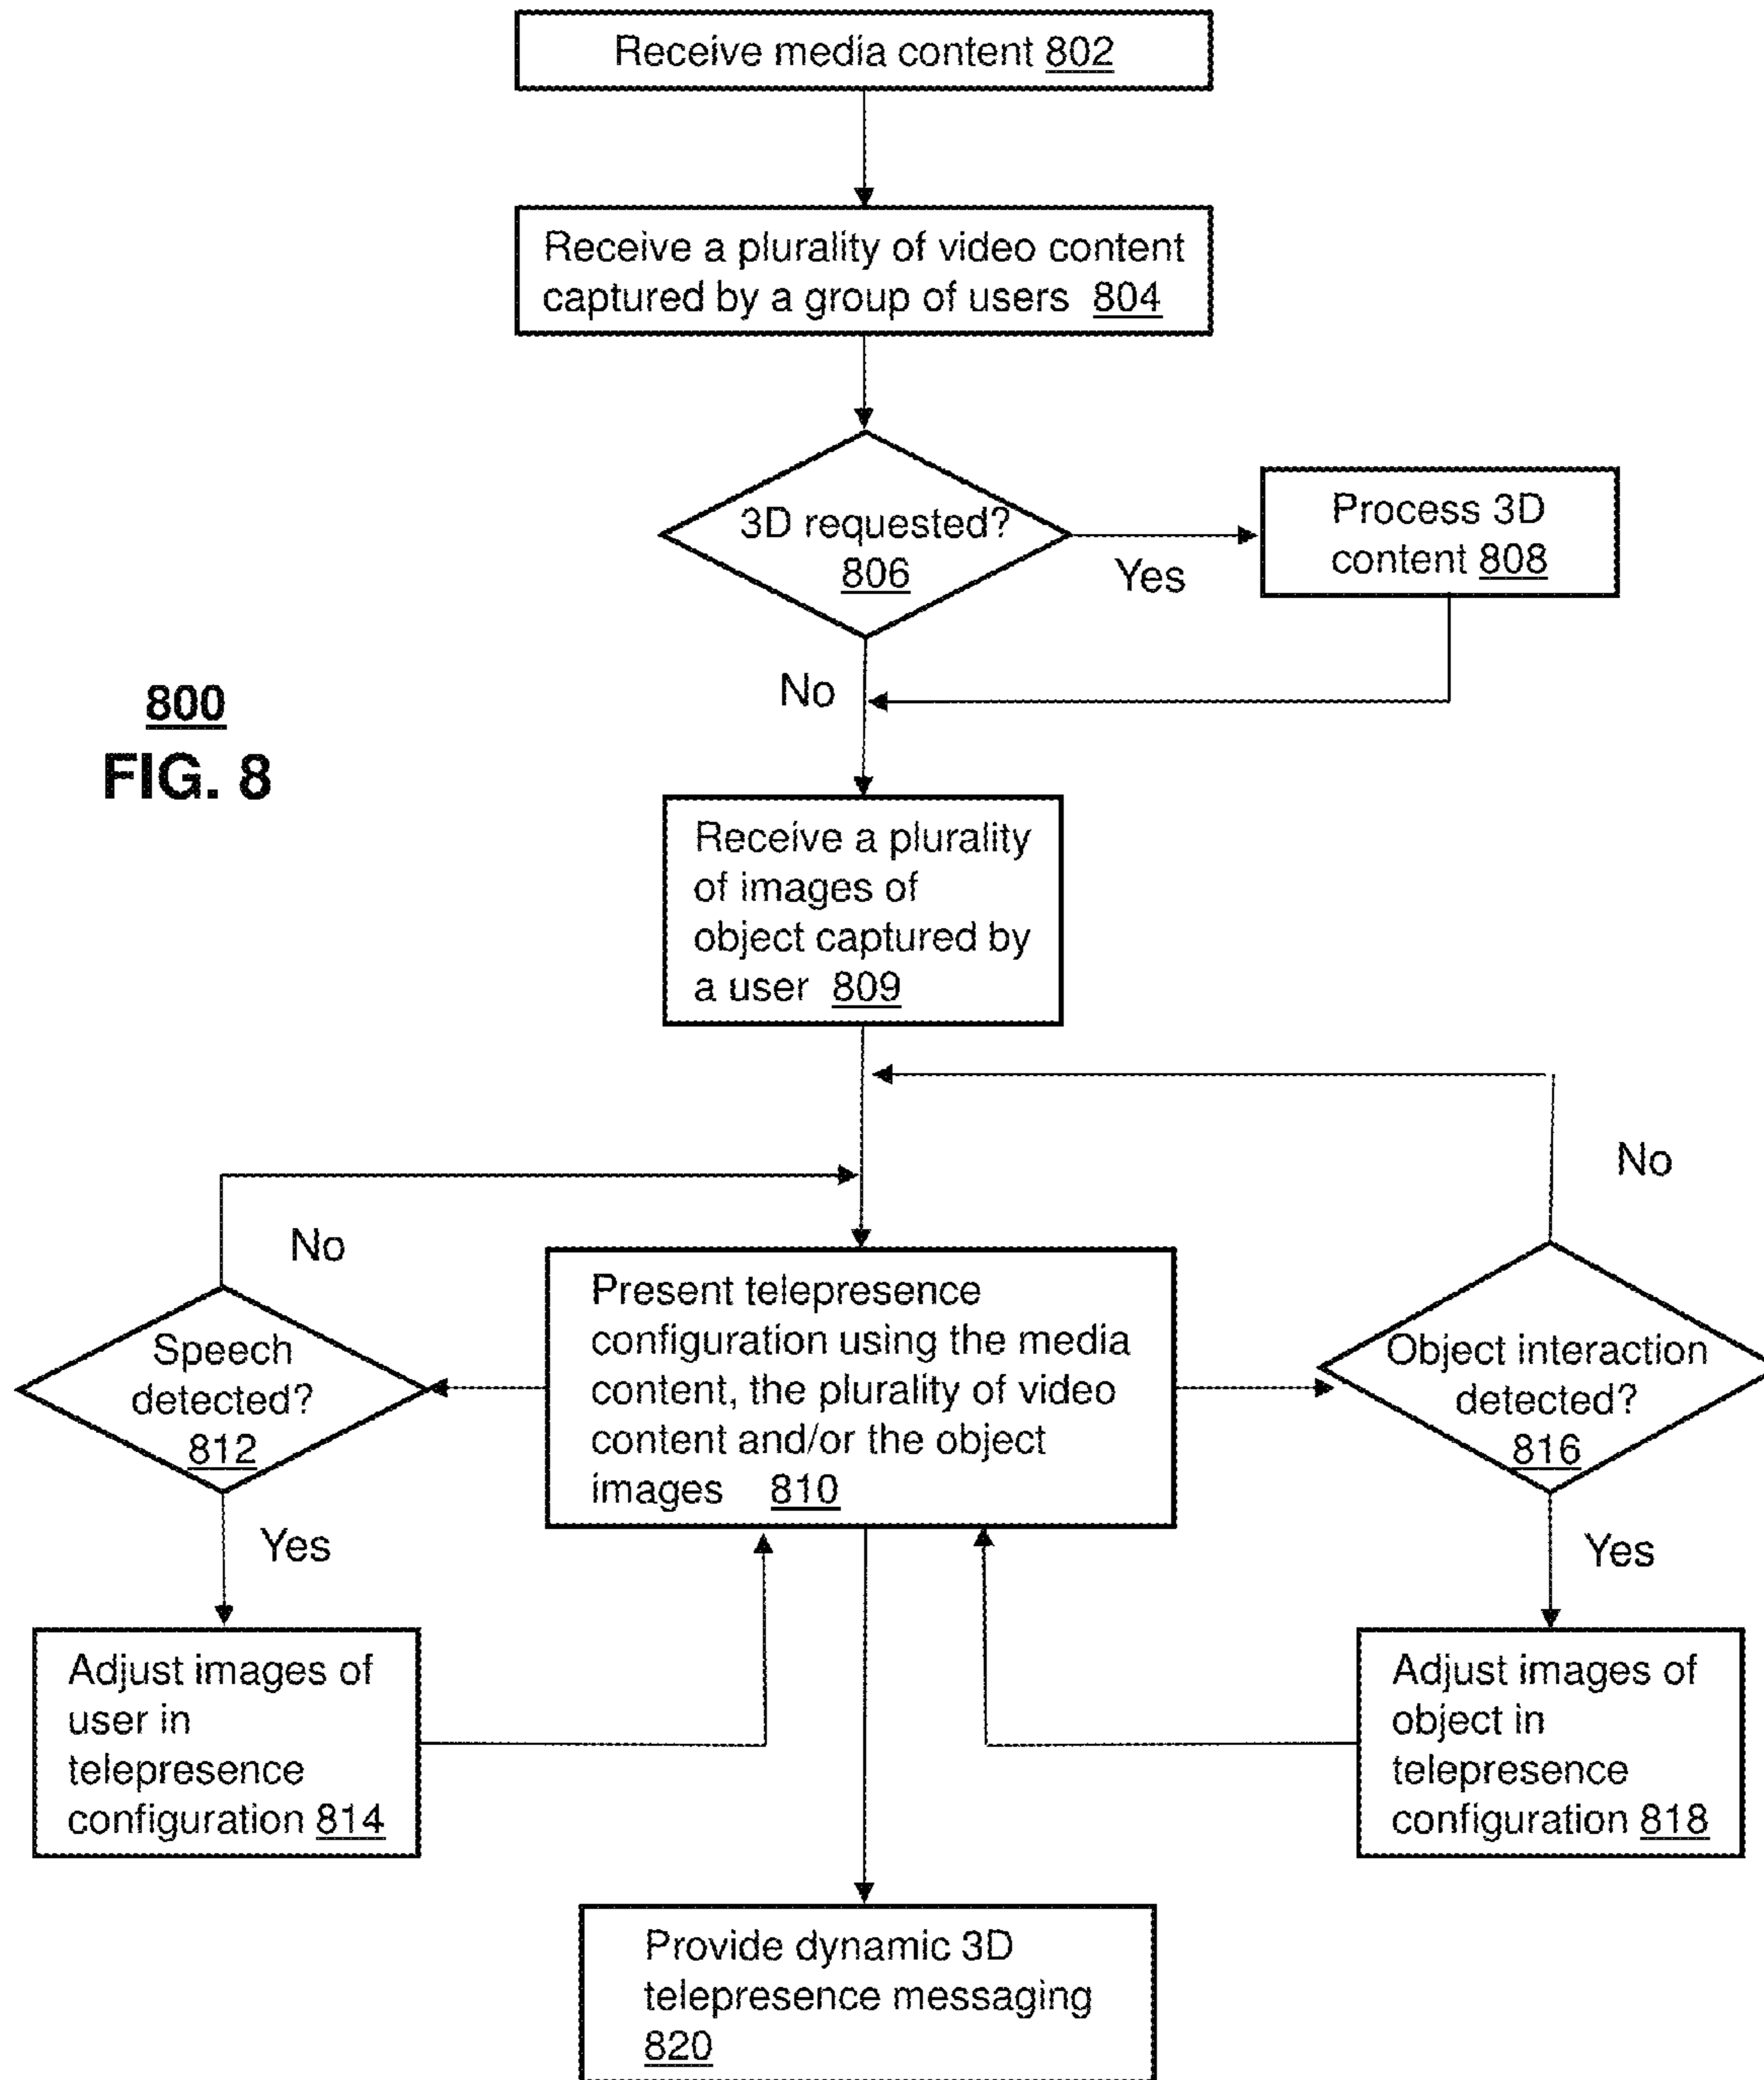 Receive media content 802
Receive a plurality of video content
captured by a group of users 804
3D requested?
806
Yes
Process 3D
content 808
No
800
FIG. 8
Receive a plurality
of images of
object captured by
a user 809
No
No
Speech
detected?
812
Present telepresence
configuration using the media
content, the plurality of video
content and/or the object
images 810
Object interaction
detected?
816
Yes
Yes
Adjust images of
user in
telepresence
configuration 814
Adjust images of
object in
telepresence
configuration 818
Provide dynamic 3D
telepresence messaging
820